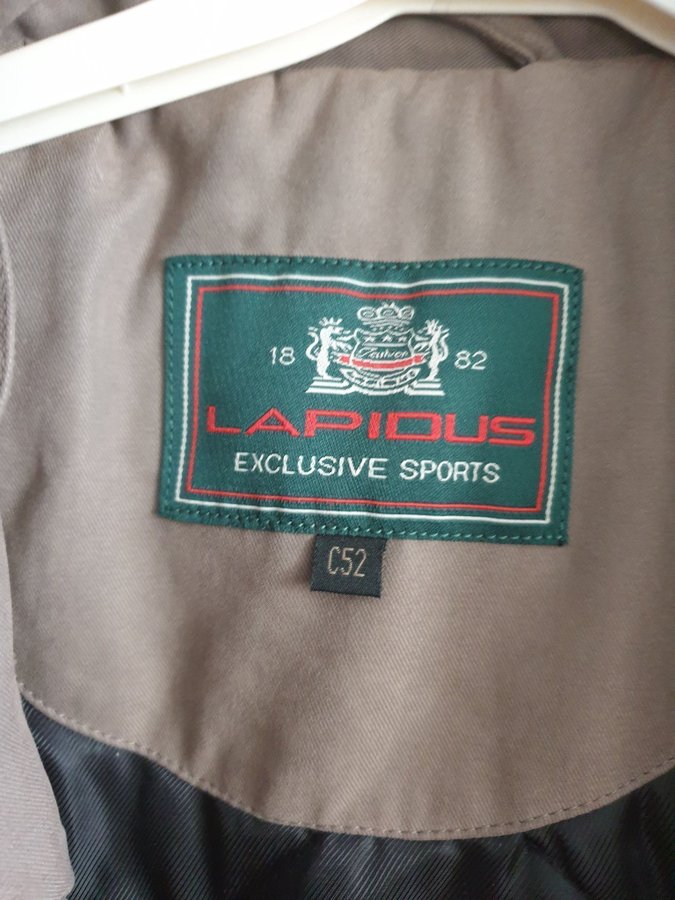 18 82
LAPIDUS
EXCLUSIVE SPORTS
C52